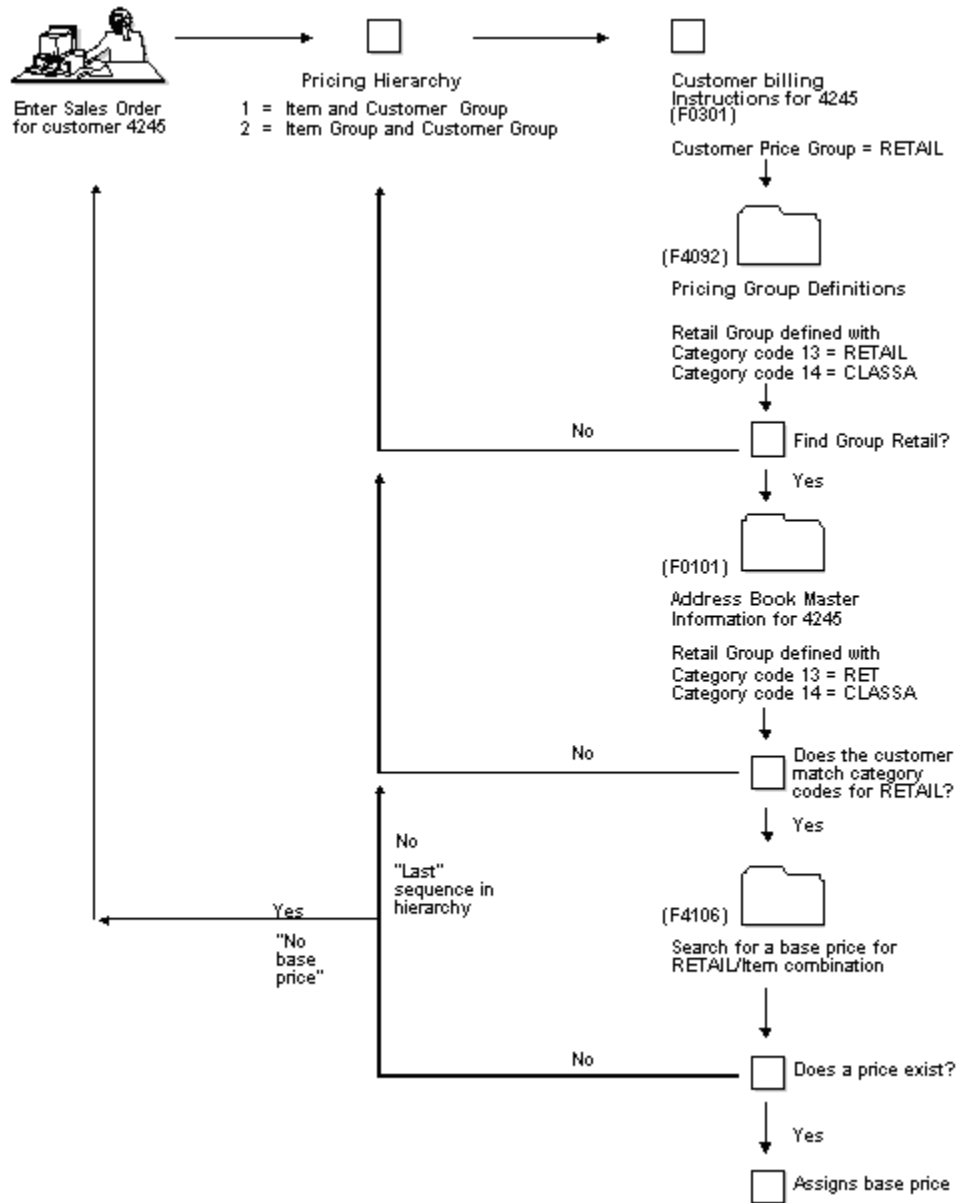 Enter Sales Order
for customer 4245
Pricing Hierarchy
1 = Item and Customer Group
2 = Item Group and Customer Group
Customer billing
Instructions for 4245
(F0301)
Customer Price Group = RETAIL
(F4092)
Pricing Group Definitions
Retail Group defined with
Category code 13 = RETAIL
Category code 14 = CLASSA
No
Find Group Retail?
Yes
(F0101)
Address Book Master
Information for 4245
Retail Group defined with
Category code 13 = RET
Category code 14 = CLASSA
No
Does the customer
match category
codes for RETAIL?
Yes
No
"Last"
sequence in
hierarchy
Yes
"No
base
price"
(F4106)
Search for a base price for
RETAIL/Item combination
No
Does a price exist?
Yes
Assigns base price